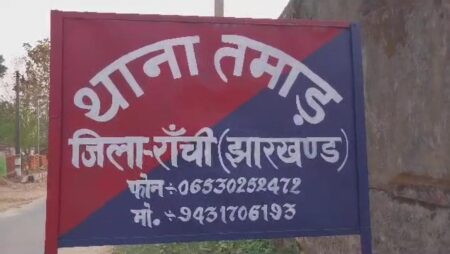 थाना तमाड़
जिला-राँची (झारखण्ड)
फोन ÷ 06530252472
मो. ÷ 9431706193